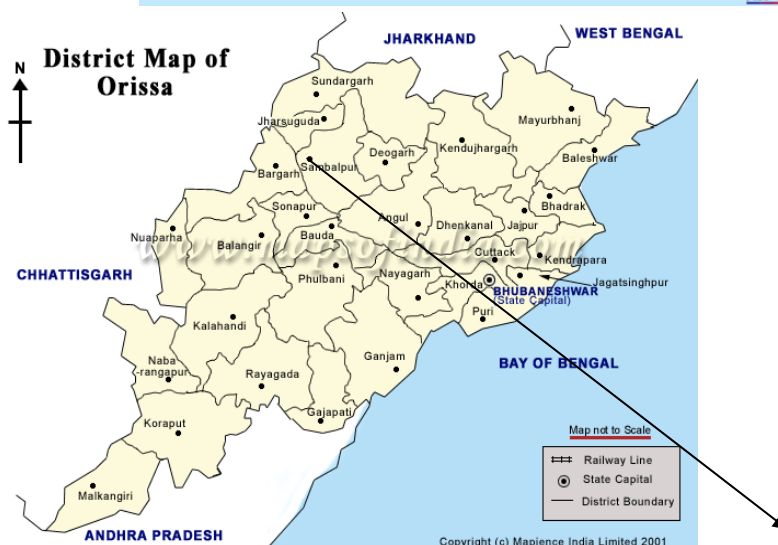 District Map of
Orissa
N
JHARKHAND
WEST BENGAL
Sundargarh
Jharsuguda
Mayurbhanj
Kendujhargarh
Deogarh
Baleshwar
Sambalpur
Bargarh
Bhadrak
Sonapur
Angul
Dhenkanal
Jajpur
Bauda
Nuaparha
Balangir
www.mapsofindia.com
Cuttack
Kendrapara
CHHATTISGARH
Phulbani
Nayagarh
Khorda
Jagatsinghpur
BHUBANESHWAR
(State Capital)
Puri
Kalahandi
Naba
-rangapur
Rayagada
Ganjam
BAY OF BENGAL
Gajapati
Koraput
Map not to Scale
Railway Line
State Capital
District Boundary
Malkangiri
ANDHRA PRADESH
Copyright (c) Mapience India Limited 2001